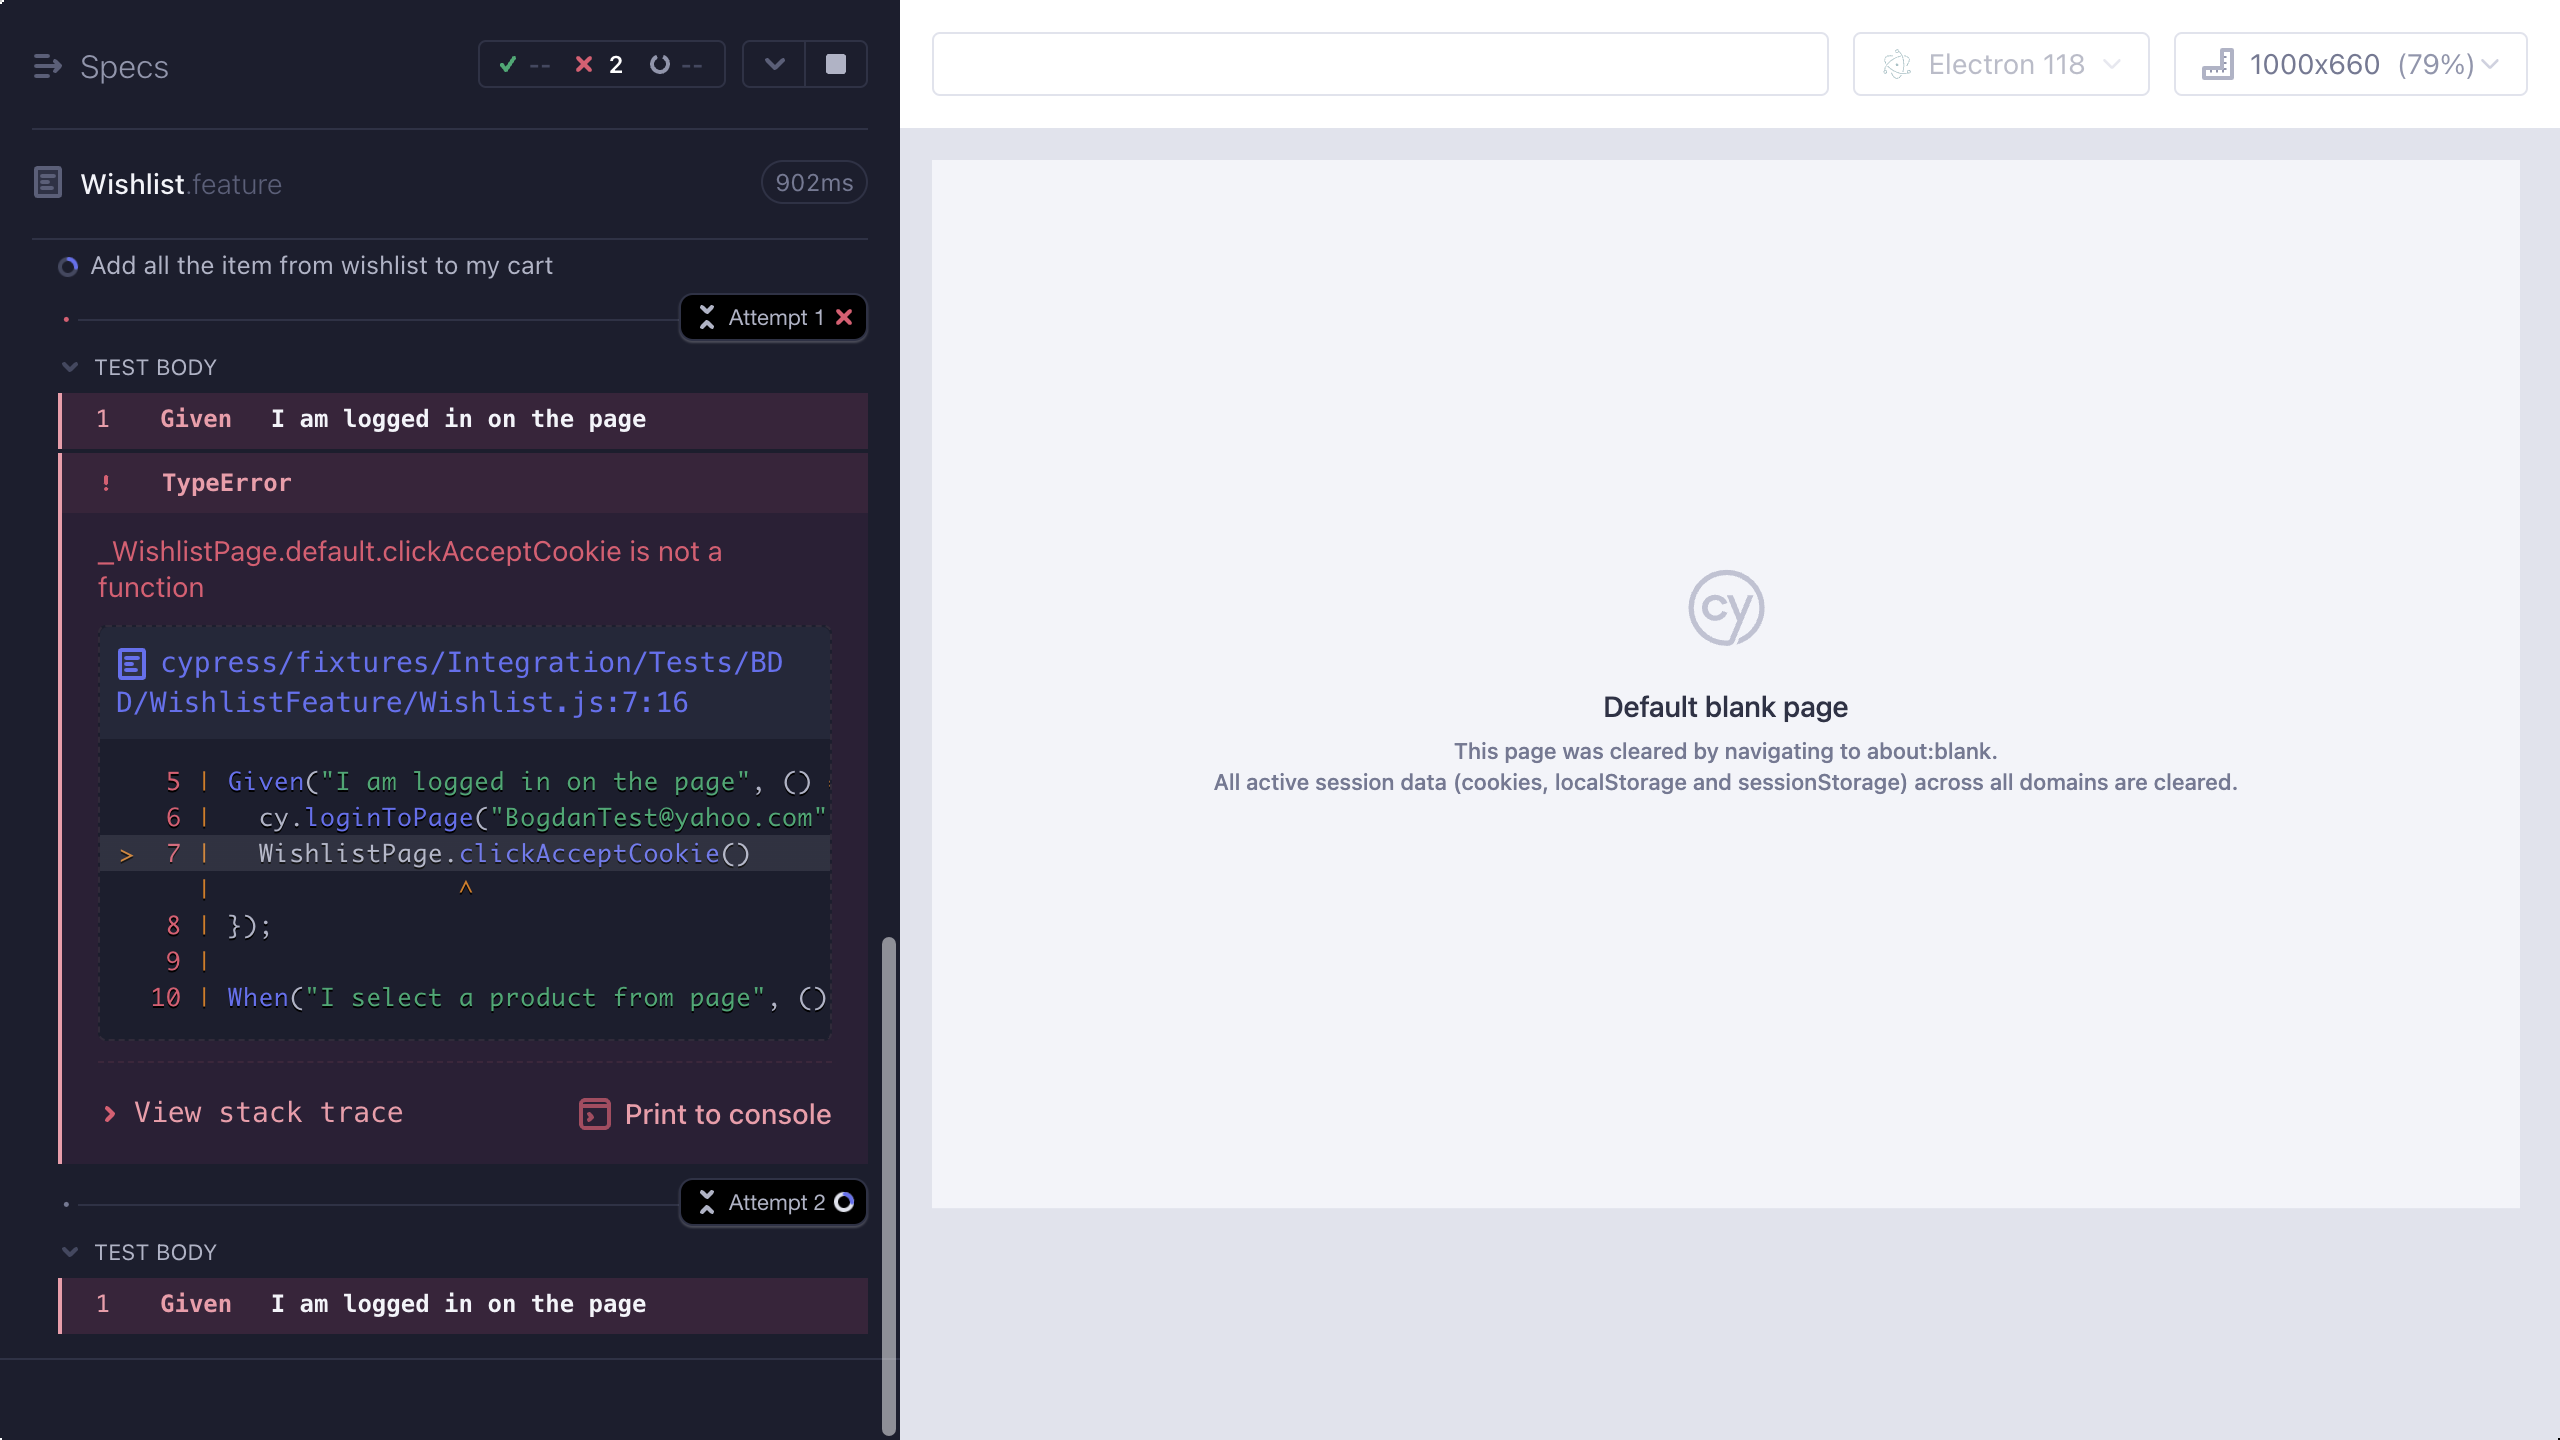 Specs
-- 2 --
Wishlist.feature
902ms
Add all the item from wishlist to my cart
Attempt 1
TEST BODY
1 Given I am logged in on the page
! TypeError
_WishlistPage.default.clickAcceptCookie is not a
function
cypress/fixtures/Integration/Tests/BD
D/WishlistFeature/Wishlist.js:7:16
5 | Given("I am logged in on the page", ()
6 |   cy.loginToPage("BogdanTest@yahoo.com"
> 7 |   WishlistPage.clickAcceptCookie()
|                ^
8 | });
9 |
10 | When("I select a product from page", ()
View stack trace
Print to console
Attempt 2
TEST BODY
1 Given I am logged in on the page
Electron 118
1000x660 (79%)
cy
Default blank page
This page was cleared by navigating to about:blank.
All active session data (cookies, localStorage and sessionStorage) across all domains are cleared.